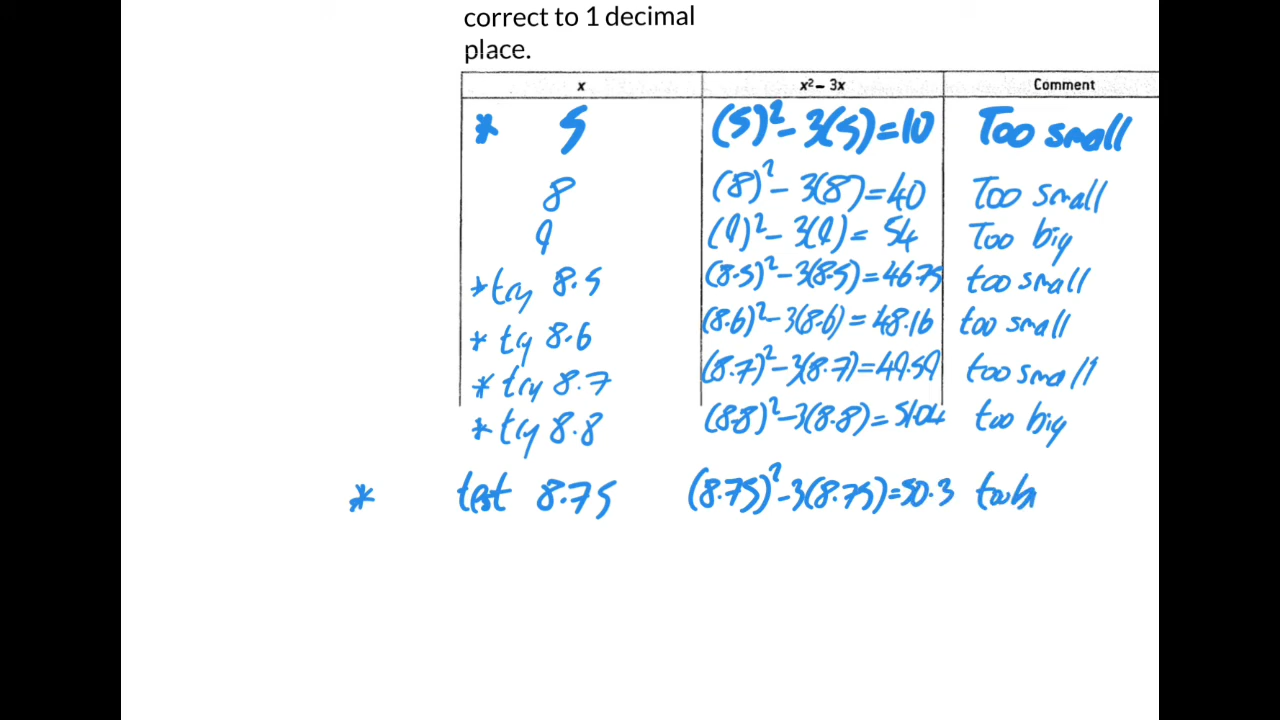 correct to 1 decimal
place.
x x² – 3x Comment
* 5 (5)² - 3(5) = 10 Too small
8 (8)² - 3(8) = 40 Too small
9 (9)² - 3(9) = 54 Too big
* try 8.5 (8.5)² - 3(8.5) = 46.75 too small
* try 8.6 (8.6)² - 3(8.6) = 48.16 too small
* try 8.7 (8.7)² - 3(8.7) = 49.59 too small
* try 8.8 (8.8)² - 3(8.8) = 51.04 too big
* test 8.75 (8.75)² - 3(8.75) = 50.3 too b